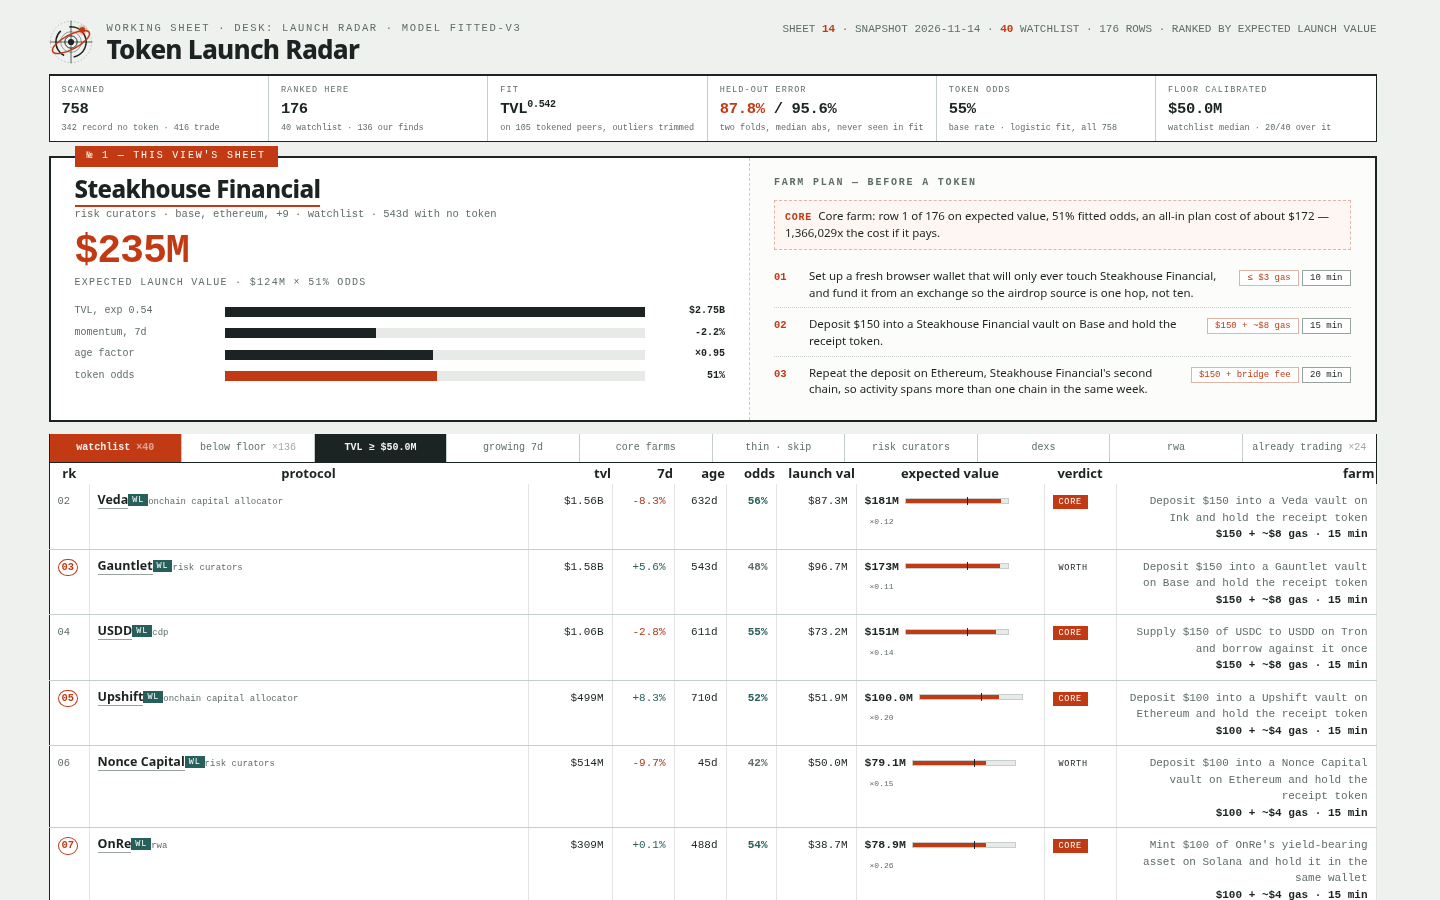 WORKING SHEET · DESK: LAUNCH RADAR · MODEL FITTED-V3
Token Launch Radar
SHEET 14 · SNAPSHOT 2026-11-14 · 40 WATCHLIST · 176 ROWS · RANKED BY EXPECTED LAUNCH VALUE
SCANNED
758
342 record no token · 416 trade
RANKED HERE
176
40 watchlist · 136 our finds
FIT
TVL0.542
on 105 tokened peers, outliers trimmed
HELD-OUT ERROR
87.8% / 95.6%
two folds, median abs, never seen in fit
TOKEN ODDS
55%
base rate · logistic fit, all 758
FLOOR CALIBRATED
$50.0M
watchlist median · 20/40 over it
№ 1 — THIS VIEW'S SHEET
Steakhouse Financial
risk curators · base, ethereum, +9 · watchlist · 543d with no token
$235M
EXPECTED LAUNCH VALUE · $124M × 51% ODDS
TVL, exp 0.54 $2.75B
momentum, 7d -2.2%
age factor ×0.95
token odds 51%
FARM PLAN — BEFORE A TOKEN
CORE Core farm: row 1 of 176 on expected value, 51% fitted odds, an all-in plan cost of about $172 —
1,366,029x the cost if it pays.
01 Set up a fresh browser wallet that will only ever touch Steakhouse Financial, ≤ $3 gas 10 min
and fund it from an exchange so the airdrop source is one hop, not ten.
02 Deposit $150 into a Steakhouse Financial vault on Base and hold the $150 + ~$8 gas 15 min
receipt token.
03 Repeat the deposit on Ethereum, Steakhouse Financial's second $150 + bridge fee 20 min
chain, so activity spans more than one chain in the same week.
watchlist ×40 below floor ×136 TVL ≥ $50.0M growing 7d core farms thin · skip risk curators dexs rwa already trading ×24
rk protocol tvl 7d age odds launch val expected value verdict farm
02 Veda WL onchain capital allocator $1.56B -8.3% 632d 56% $87.3M $181M CORE Deposit $150 into a Veda vault on
×0.12 Ink and hold the receipt token
$150 + ~$8 gas · 15 min
03 Gauntlet WL risk curators $1.58B +5.6% 543d 48% $96.7M $173M WORTH Deposit $150 into a Gauntlet vault
×0.11 on Base and hold the receipt token
$150 + ~$8 gas · 15 min
04 USDD WL cdp $1.06B -2.8% 611d 55% $73.2M $151M CORE Supply $150 of USDC to USDD on Tron
×0.14 and borrow against it once
$150 + ~$8 gas · 15 min
05 Upshift WL onchain capital allocator $499M +8.3% 710d 52% $51.9M $100.0M CORE Deposit $100 into a Upshift vault on
×0.20 Ethereum and hold the receipt token
$100 + ~$4 gas · 15 min
06 Nonce Capital WL risk curators $514M -9.7% 45d 42% $50.0M $79.1M WORTH Deposit $100 into a Nonce Capital
×0.15 vault on Ethereum and hold the
receipt token
$100 + ~$4 gas · 15 min
07 OnRe WL rwa $309M +0.1% 488d 54% $38.7M $78.9M CORE Mint $100 of OnRe's yield-bearing
×0.26 asset on Solana and hold it in the
same wallet
$100 + ~$4 gas · 15 min